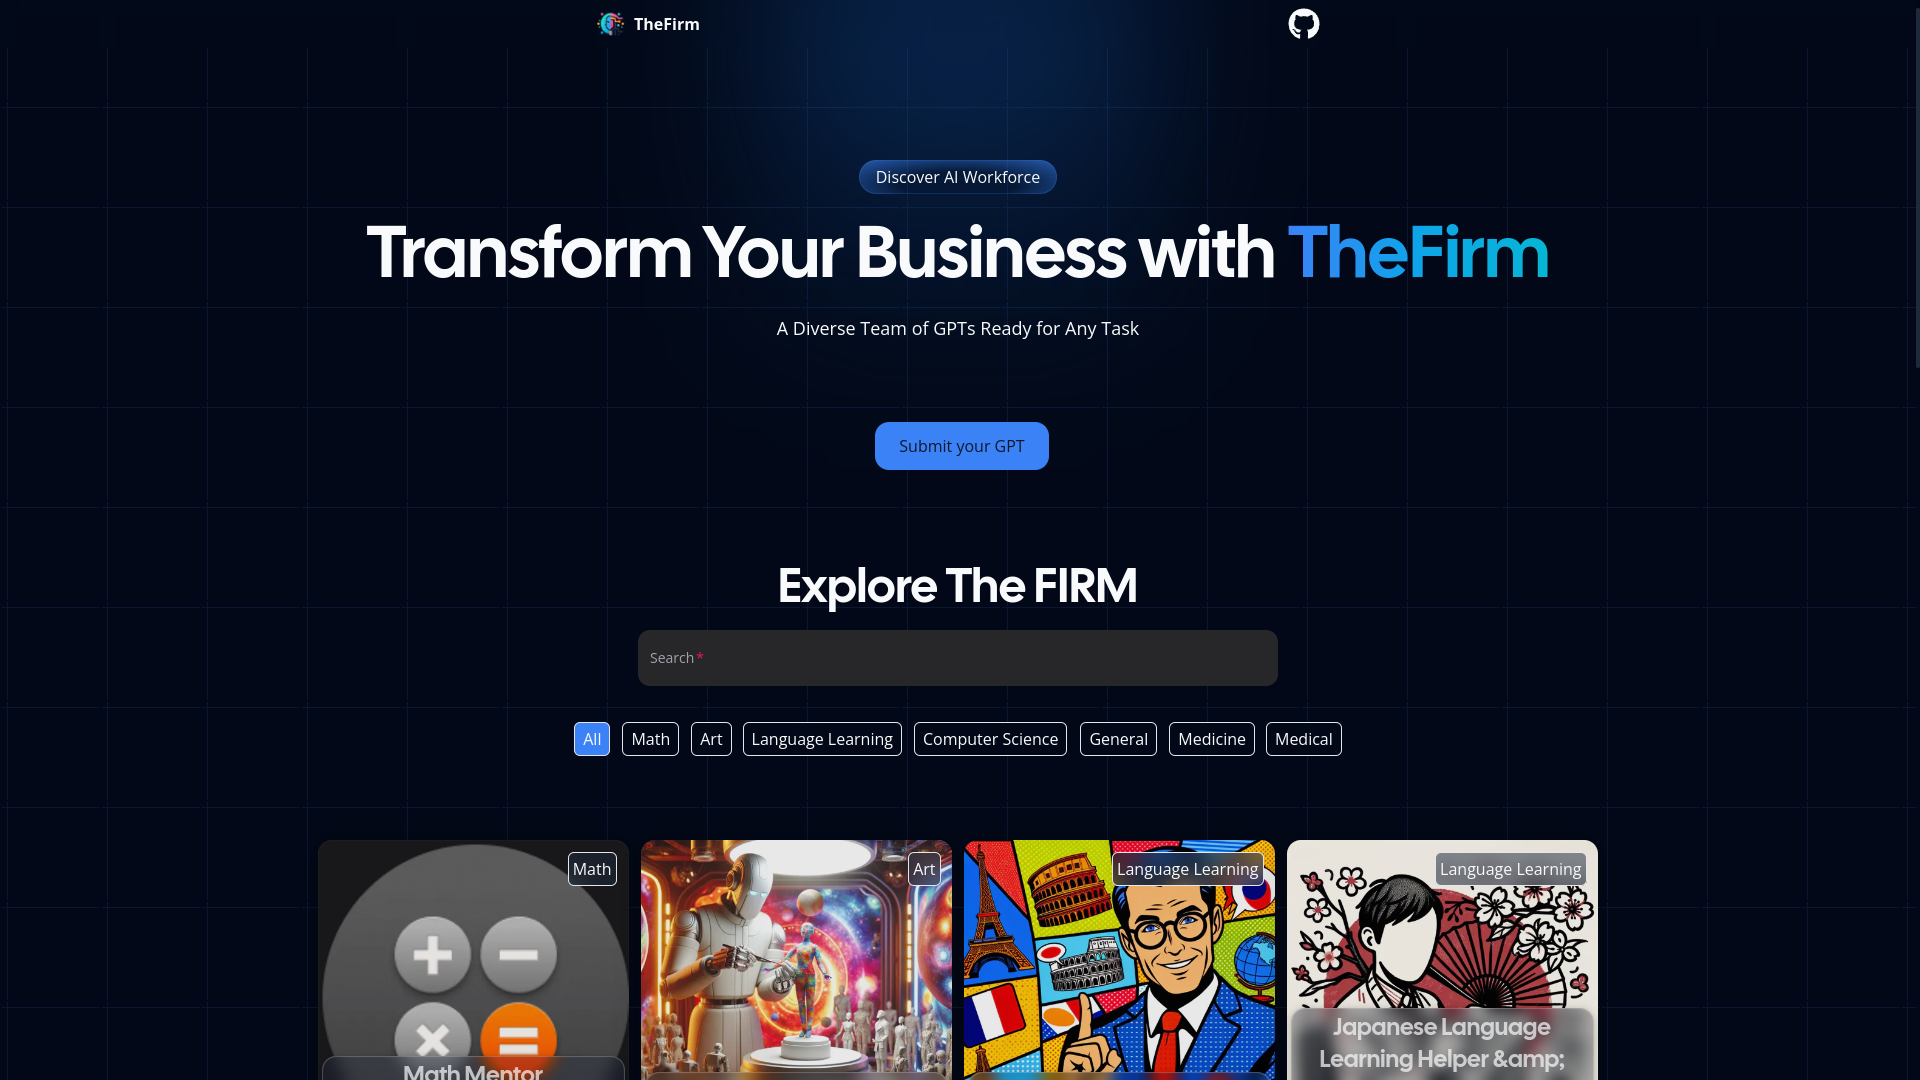 TheFirm
Discover AI Workforce
Transform Your Business with TheFirm
A Diverse Team of GPTs Ready for Any Task
Submit your GPT
Explore The FIRM
Search *
All Math Art Language Learning Computer Science General Medicine Medical
Math
Art
Language Learning
Language Learning
Math Mentor
Japanese Language
Learning Helper &amp;amp;